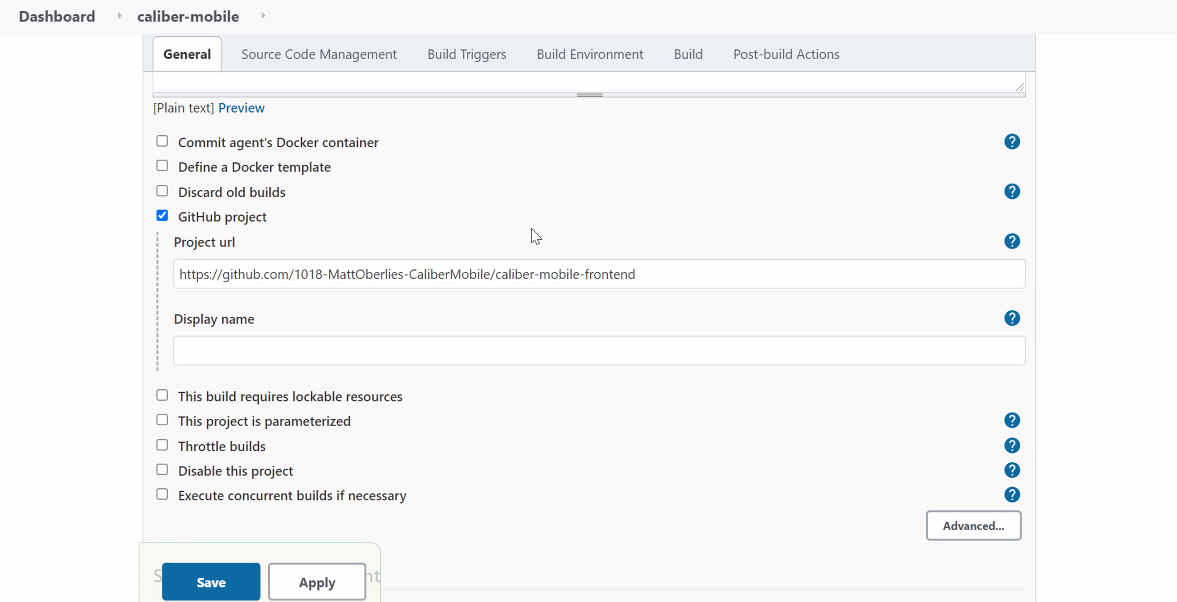 Dashboard caliber-mobile
General Source Code Management Build Triggers Build Environment Build Post-build Actions
[Plain text] Preview
Commit agent's Docker container ?
Define a Docker template
Discard old builds ?
GitHub project
Project url ?
https://github.com/1018-MattOberlies-CaliberMobile/caliber-mobile-frontend
Display name ?
This build requires lockable resources
This project is parameterized ?
Throttle builds ?
Disable this project ?
Execute concurrent builds if necessary ?
Advanced...
Save Apply